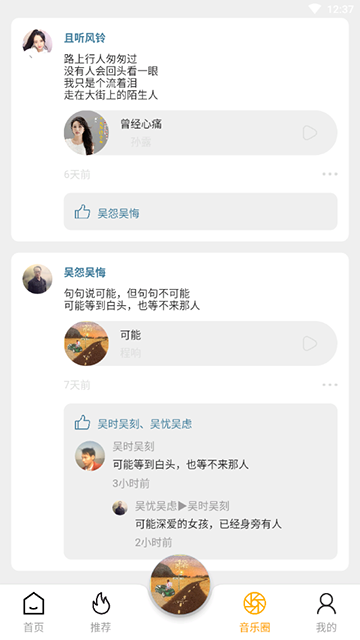 12:37
且听风铃
路上行人匆匆过
没有人会回头看一眼
我只是个流着泪
走在大街上的陌生人
曾经心痛
孙露
6天前
吴怨吴悔
吴怨吴悔
句句说可能，但句句不可能
可能等到白头，也等不来那人
可能
程响
7天前
吴时吴刻、吴忧吴虑
吴时吴刻
可能等到白头，也等不来那人
3小时前
吴忧吴虑▶吴时吴刻
可能深爱的女孩，已经身旁有人
2小时前
首页
推荐
音乐圈
我的